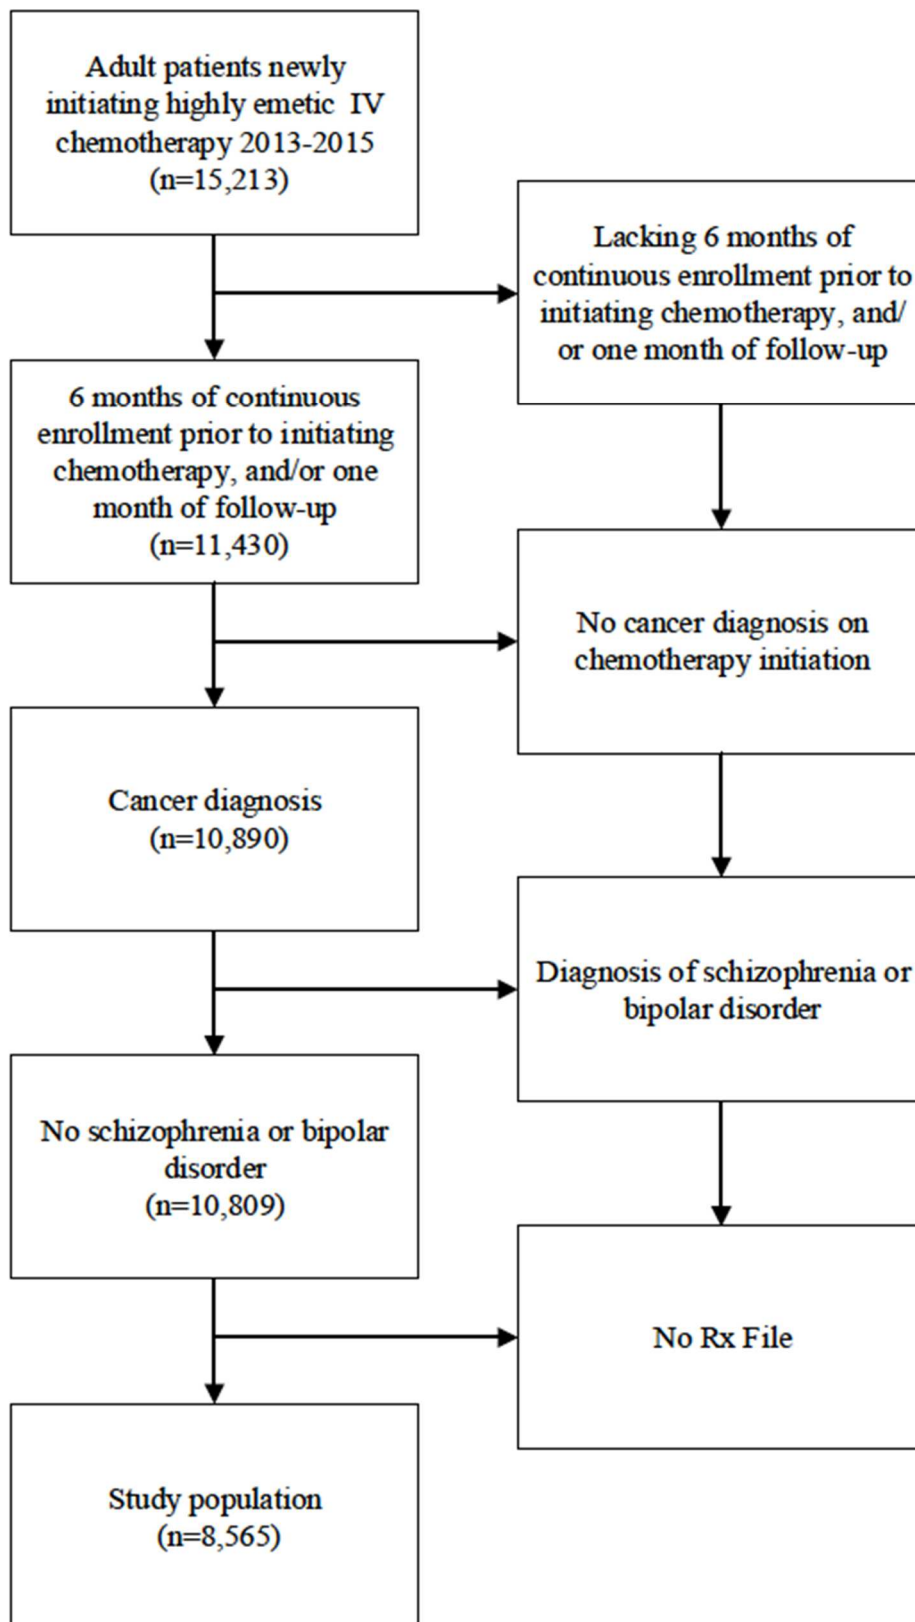 Adult patients newly
initiating highly emetic IV
chemotherapy 2013-2015
(n=15,213)
Lacking 6 months of
continuous enrollment prior to
initiating chemotherapy, and/
or one month of follow-up
6 months of continuous
enrollment prior to initiating
chemotherapy, and/or one
month of follow-up
(n=11,430)
No cancer diagnosis on
chemotherapy initiation
Cancer diagnosis
(n=10,890)
Diagnosis of schizophrenia or
bipolar disorder
No schizophrenia or bipolar
disorder
(n=10,809)
No Rx File
Study population
(n=8,565)